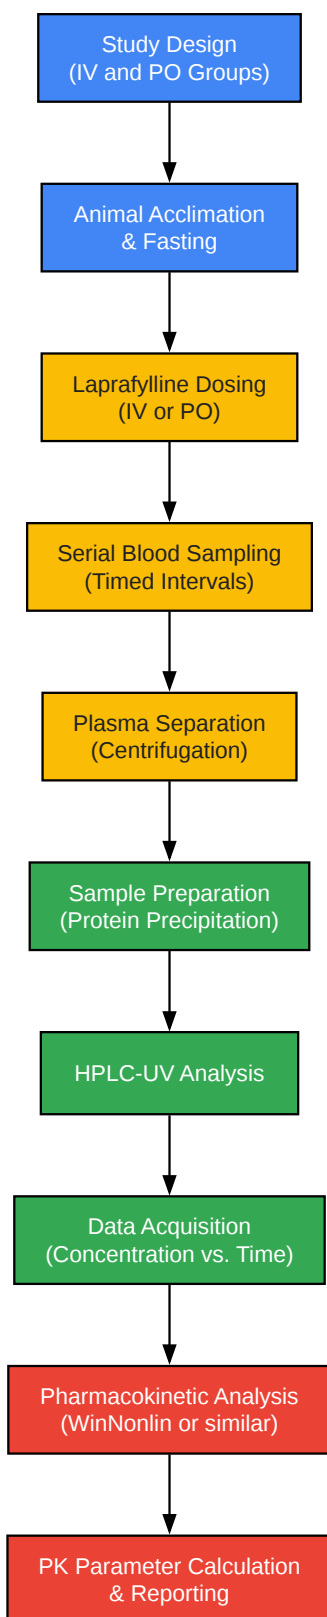 Study Design
(IV and PO Groups)
Animal Acclimation
& Fasting
Laprafylline Dosing
(IV or PO)
Serial Blood Sampling
(Timed Intervals)
Plasma Separation
(Centrifugation)
Sample Preparation
(Protein Precipitation)
HPLC-UV Analysis
Data Acquisition
(Concentration vs. Time)
Pharmacokinetic Analysis
(WinNonlin or similar)
PK Parameter Calculation
& Reporting